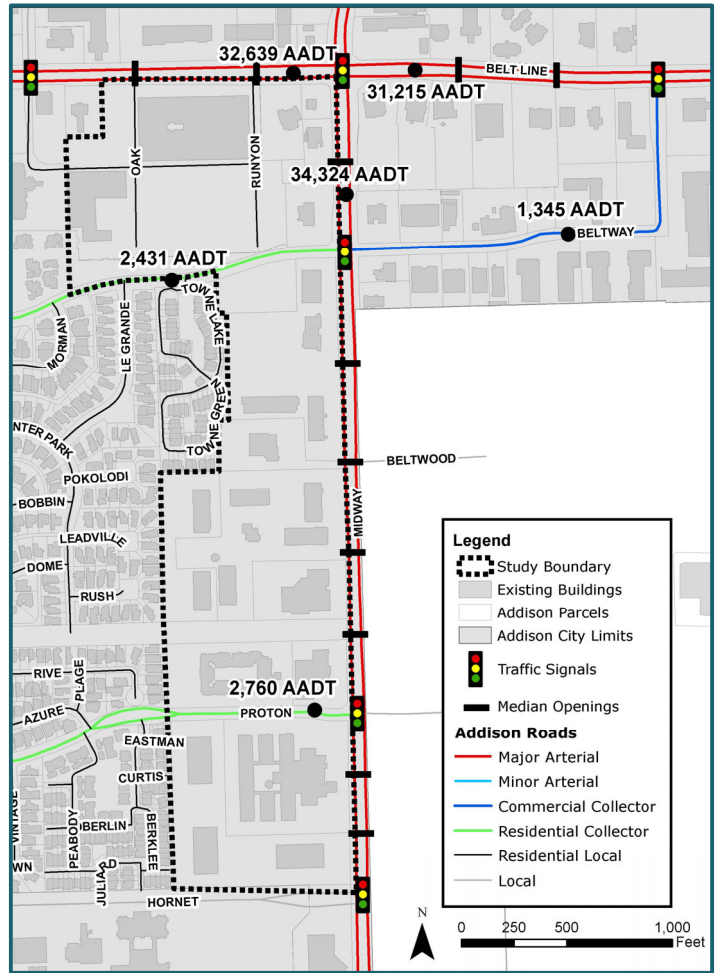 32,639 AADT
BELT LINE
31,215 AADT
OAK
RUNYON
34,324 AADT
1,345 AADT
BELTWAY
2,431 AADT
TOWNE LAKE
MORMAN
LE GRANDE
TOWNE GREEN
NTER PARK
POKOLODI
BELTWOOD
BOBBIN
MIDWAY
LEADVILLE
DOME
RUSH
RIVE
PLAGE
2,760 AADT
AZURE
PROTON
EASTMAN
CURTIS
VINTAGE
PEABODY
OBERLIN
BERKLEE
WN
JULIARD
HORNET
Legend
Study Boundary
Existing Buildings
Addison Parcels
Addison City Limits
Traffic Signals
Median Openings
Addison Roads
Major Arterial
Minor Arterial
Commercial Collector
Residential Collector
Residential Local
Local
N
0 250 500 1,000
Feet